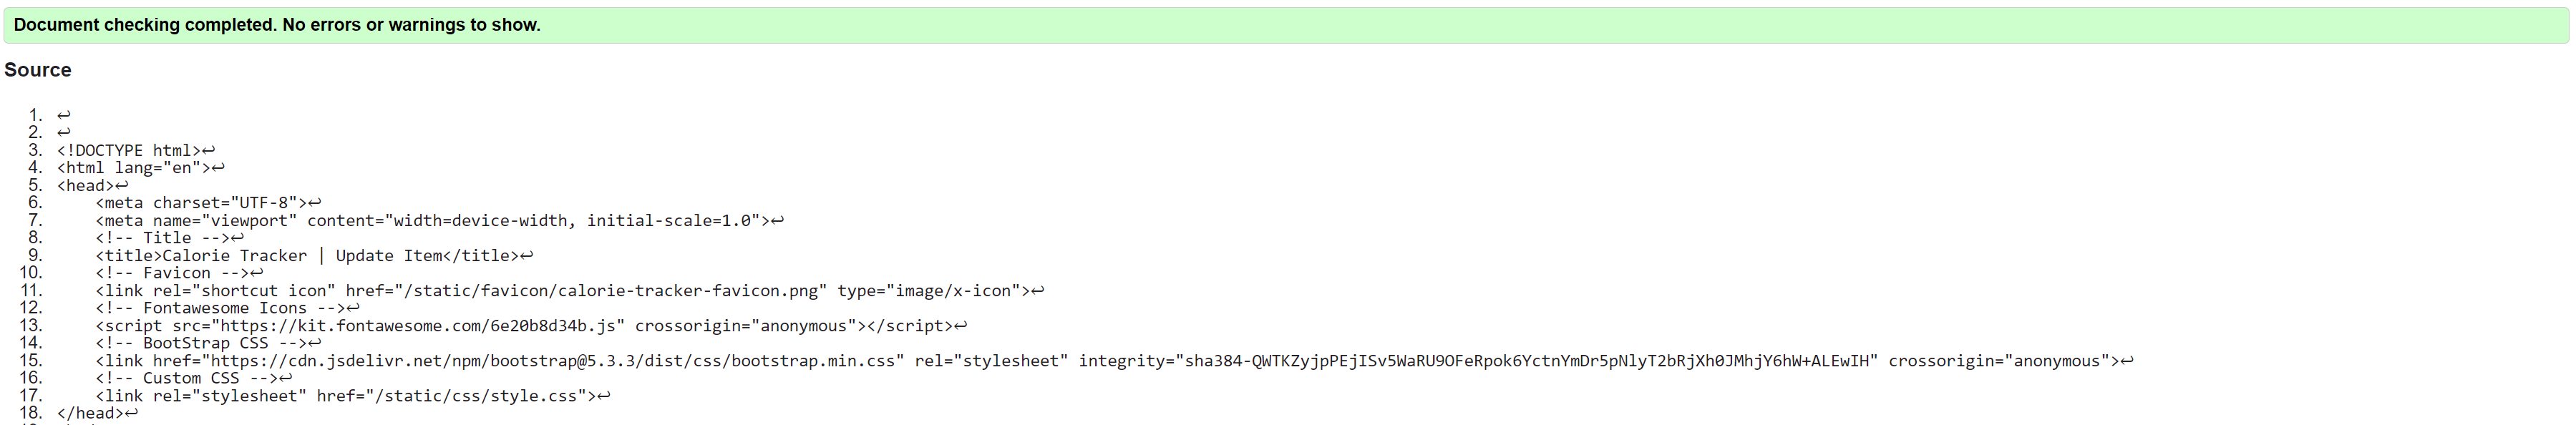 Document checking completed. No errors or warnings to show.
Source
1. ↩
2. ↩
3. <!DOCTYPE html>↩
4. <html lang="en">↩
5. <head>↩
6.     <meta charset="UTF-8">↩
7.     <meta name="viewport" content="width=device-width, initial-scale=1.0">↩
8.     <!-- Title -->↩
9.     <title>Calorie Tracker | Update Item</title>↩
10.     <!-- Favicon -->↩
11.     <link rel="shortcut icon" href="/static/favicon/calorie-tracker-favicon.png" type="image/x-icon">↩
12.     <!-- Fontawesome Icons -->↩
13.     <script src="https://kit.fontawesome.com/6e20b8d34b.js" crossorigin="anonymous"></script>↩
14.     <!-- BootStrap CSS -->↩
15.     <link href="https://cdn.jsdelivr.net/npm/bootstrap@5.3.3/dist/css/bootstrap.min.css" rel="stylesheet" integrity="sha384-QWTKZyjpPEjISv5WaRU9OFeRpok6YctnYmDr5pNlyT2bRjXh0JMhjY6hW+ALEwIH" crossorigin="anonymous">↩
16.     <!-- Custom CSS -->↩
17.     <link rel="stylesheet" href="/static/css/style.css">↩
18. </head>↩